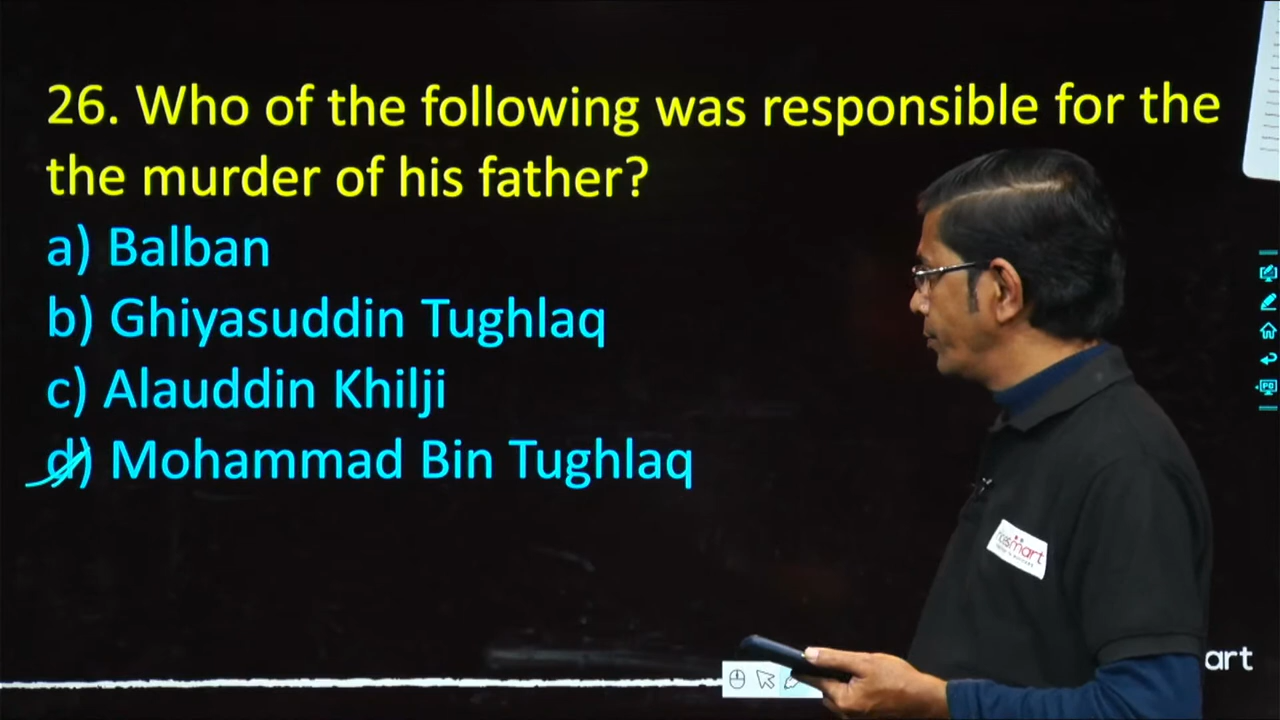 26. Who of the following was responsible for the
the murder of his father?
a) Balban
b) Ghiyasuddin Tughlaq
c) Alauddin Khilji
d) Mohammad Bin Tughlaq
art